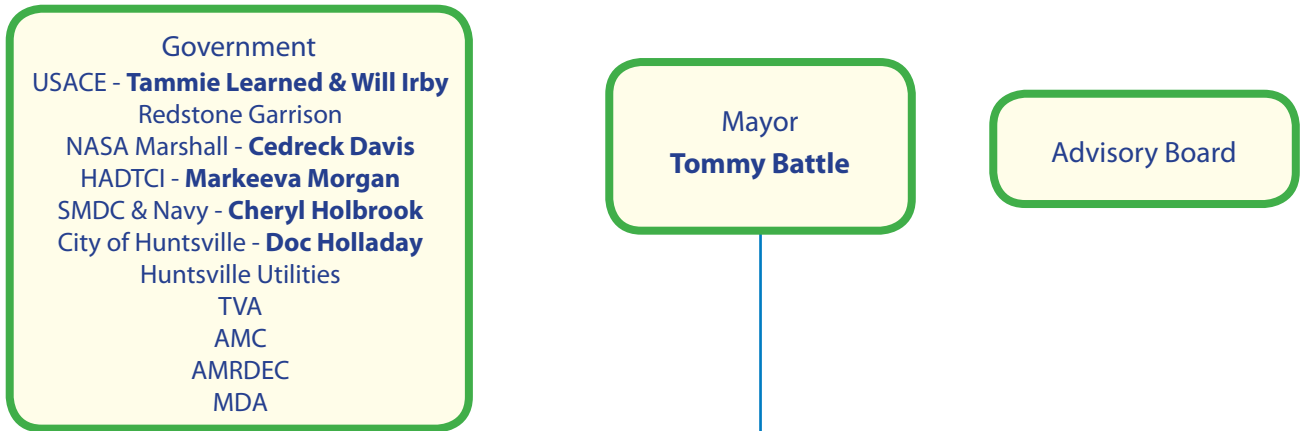 Government
USACE - Tammie Learned & Will Irby
Redstone Garrison
NASA Marshall - Cedreck Davis
HADTCI - Markeeva Morgan
SMDC & Navy - Cheryl Holbrook
City of Huntsville - Doc Holladay
Huntsville Utilities
TVA
AMC
AMRDEC
MDA
Mayor
Tommy Battle
Advisory Board